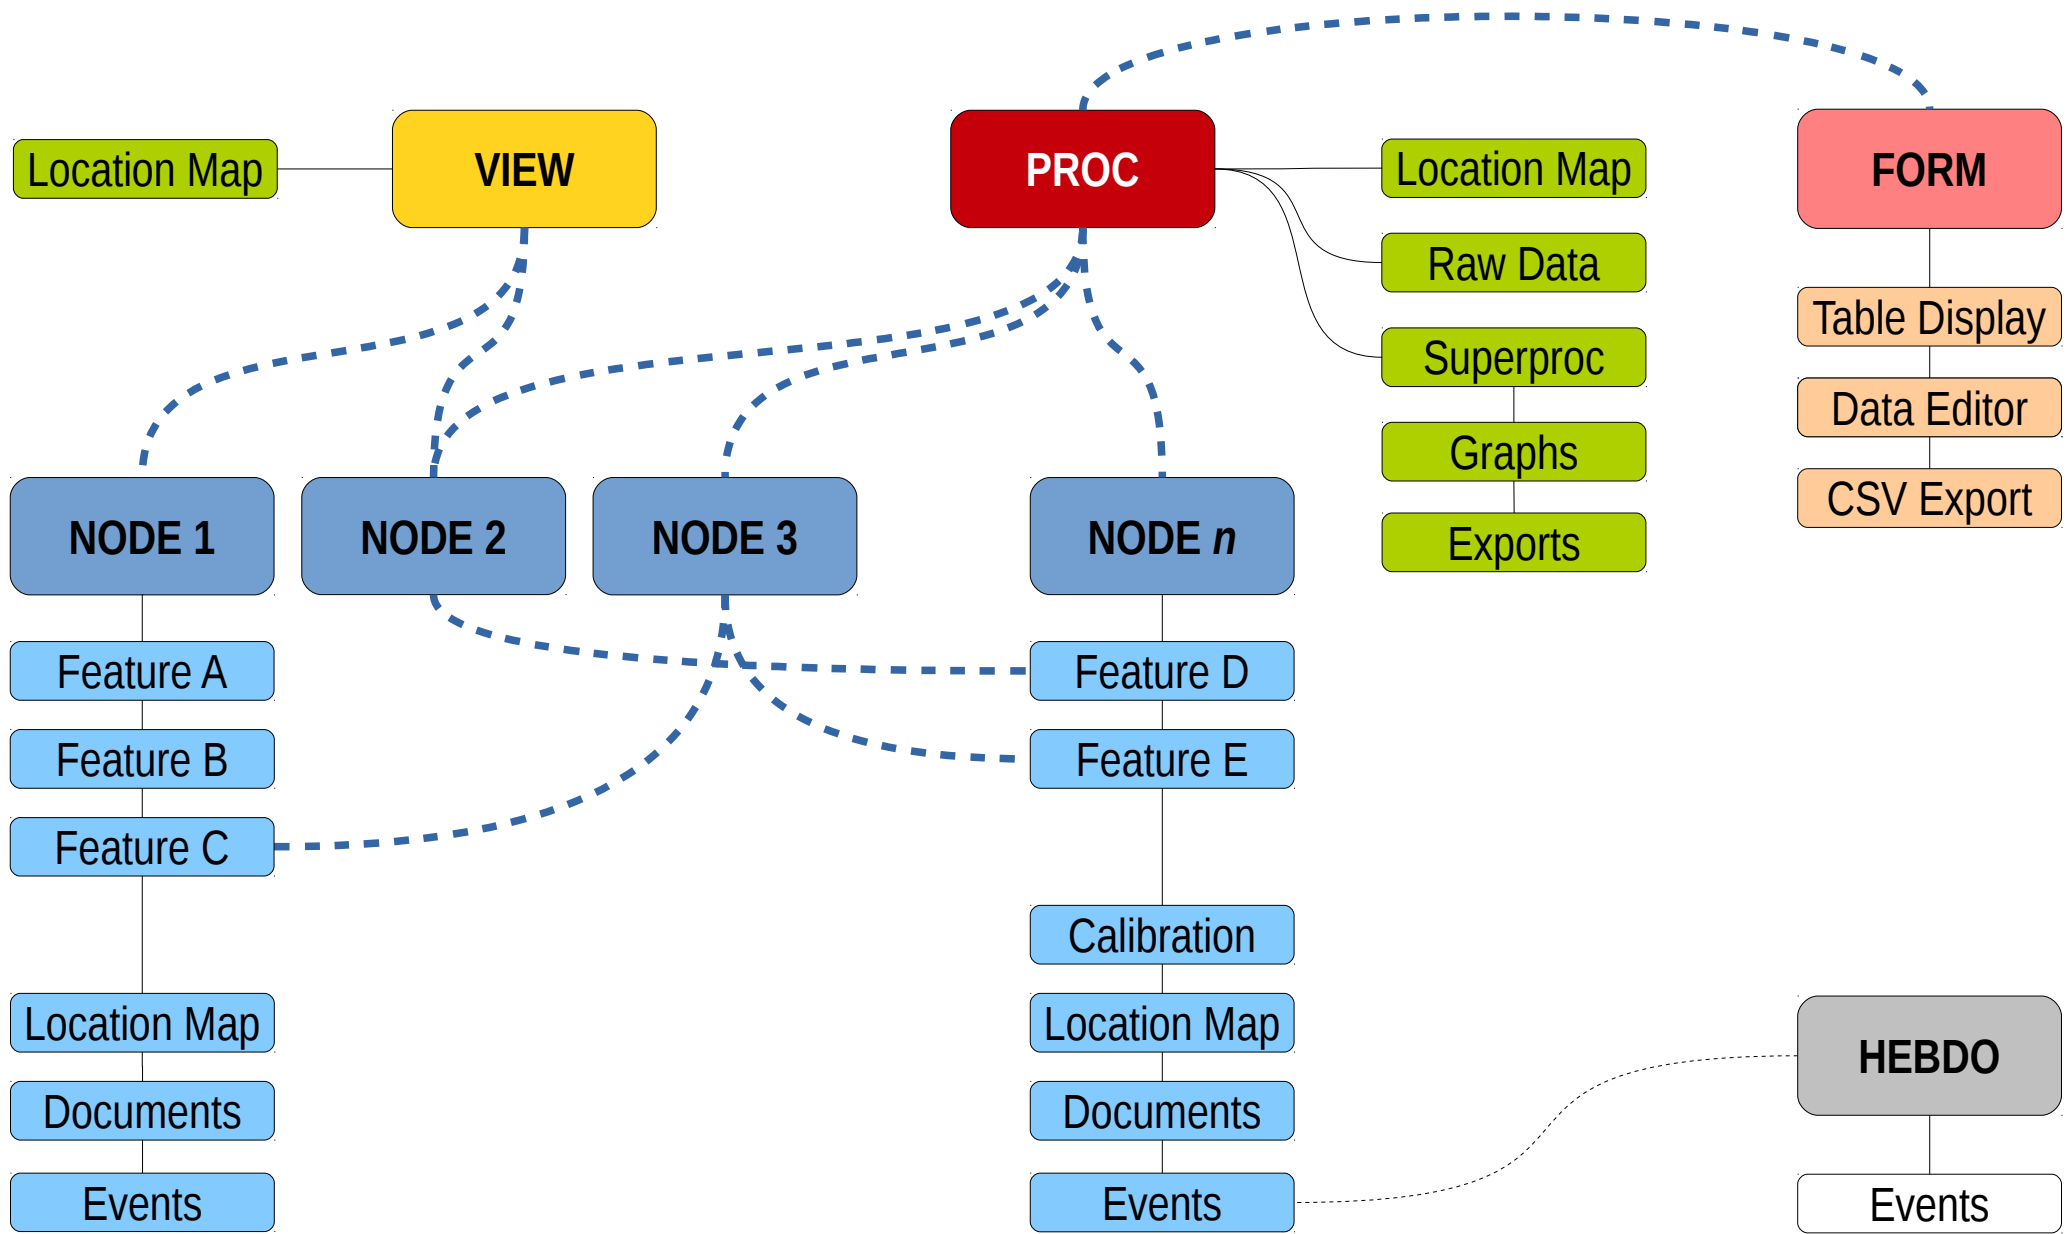 Location Map
VIEW
PROC
Location Map
FORM
Raw Data
Table Display
Superproc
Data Editor
Graphs
CSV Export
Exports
NODE 1
NODE 2
NODE 3
NODE n
Feature A
Feature D
Feature B
Feature E
Feature C
Calibration
Location Map
Location Map
HEBDO
Documents
Documents
Events
Events
Events